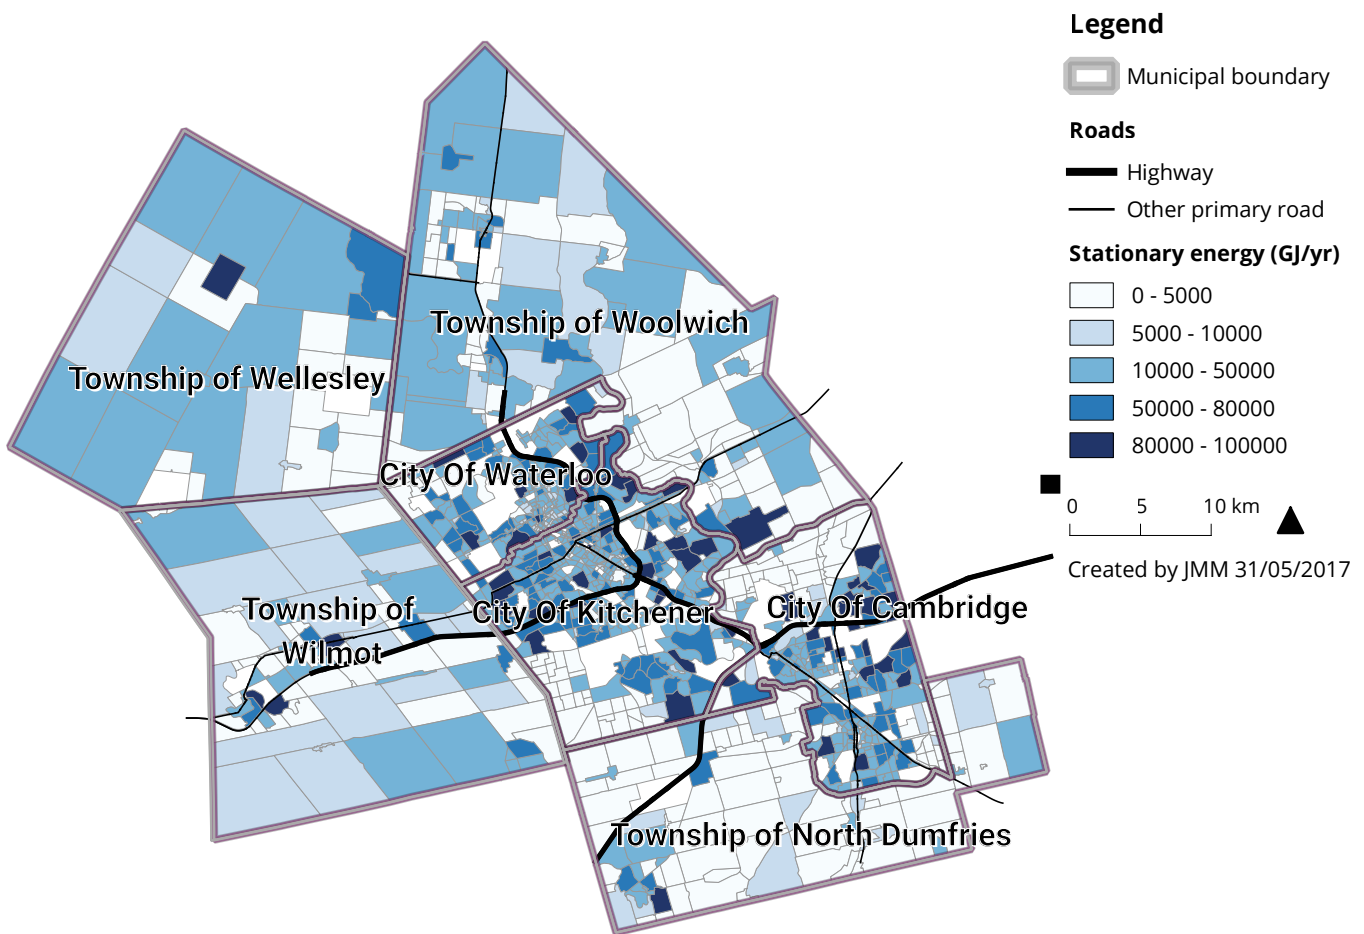 Legend
Municipal boundary
Roads
Highway
Other primary road
Stationary energy (GJ/yr)
0 - 5000
5000 - 10000
10000 - 50000
50000 - 80000
80000 - 100000
0 5 10 km
Created by JMM 31/05/2017
Township of Woolwich
Township of Wellesley
City Of Waterloo
Township of
Wilmot
City Of Kitchener
City Of Cambridge
Township of North Dumfries